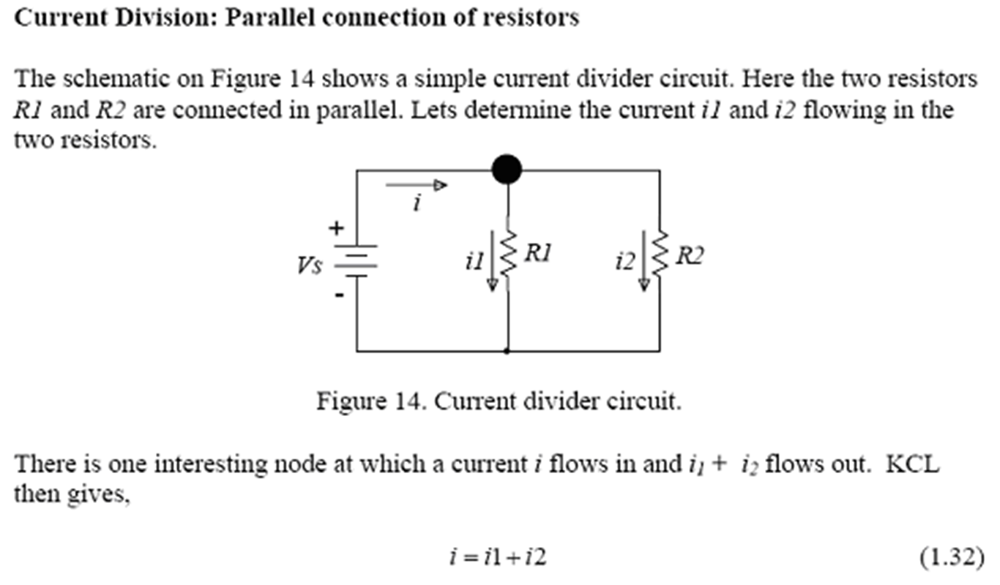 Current Division: Parallel connection of resistors
The schematic on Figure 14 shows a simple current divider circuit. Here the two resistors
R1 and R2 are connected in parallel. Lets determine the current i1 and i2 flowing in the
two resistors.
i
+
Vs
-
i1
R1
i2
R2
Figure 14. Current divider circuit.
There is one interesting node at which a current i flows in and i₁ + i₂ flows out. KCL
then gives,
i = i1 + i2 (1.32)